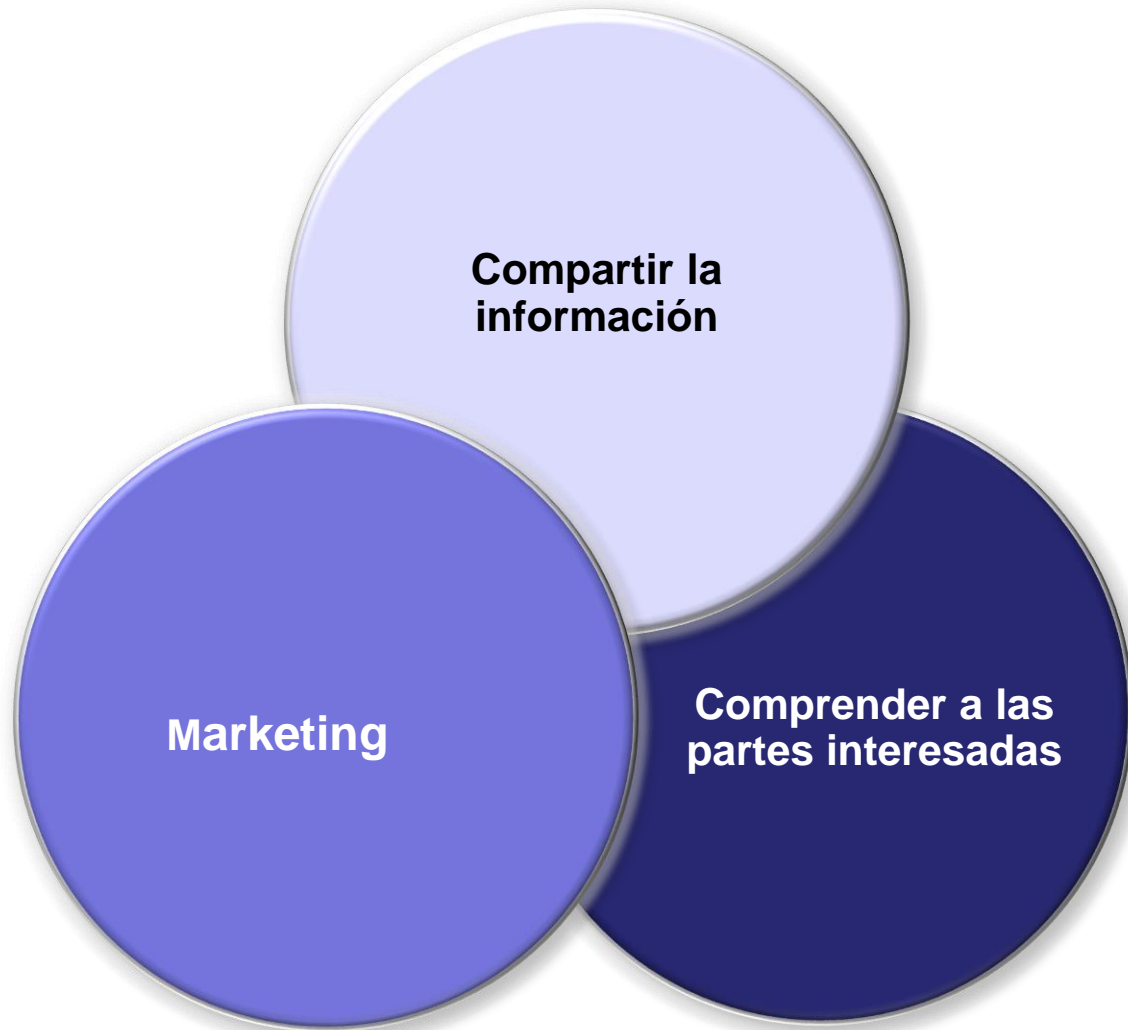 Compartir la
información
Marketing
Comprender a las
partes interesadas